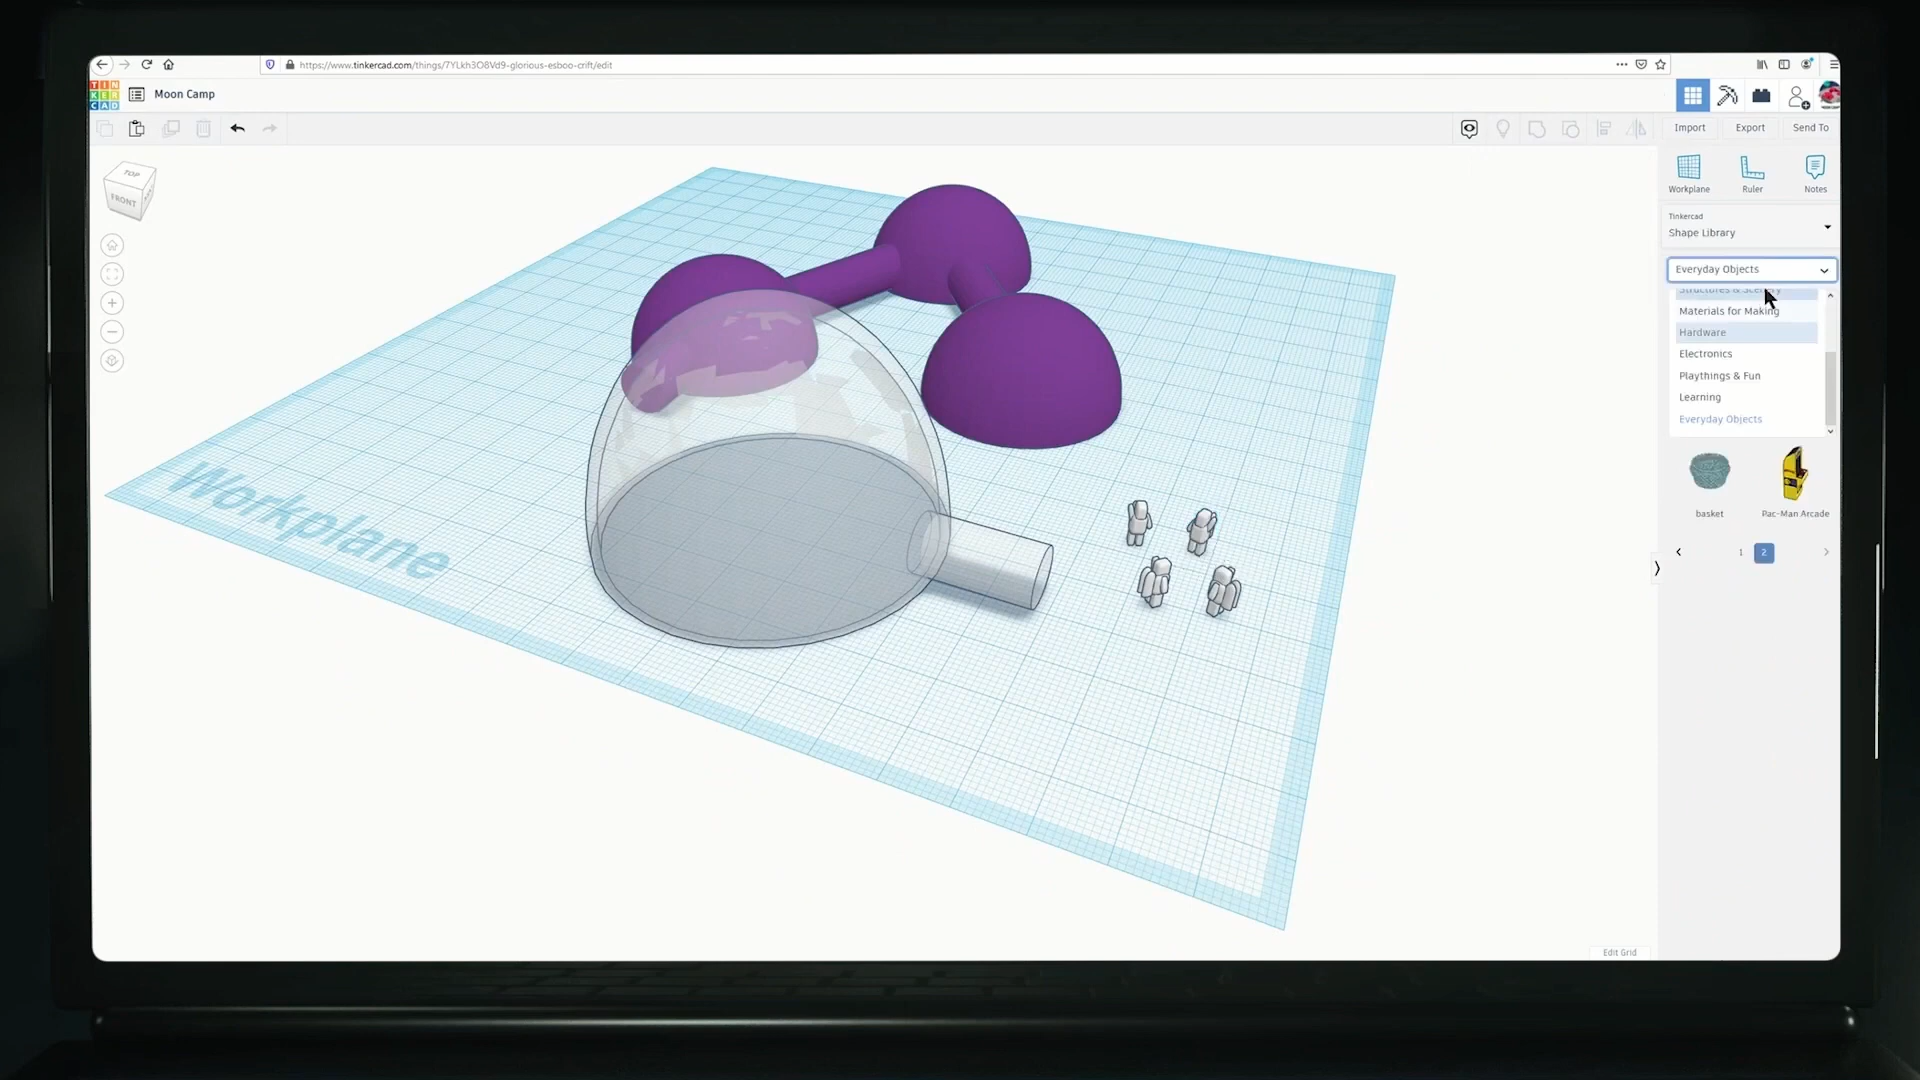 https://www.tinkercad.com/things/7YLkh3O8Vd9-glorious-esboo-crift/edit
TIN
KER
CAD
Moon Camp
Import
Export
Send To
TOP
FRONT
Workplane
Ruler
Notes
Tinkercad
Shape Library
Everyday Objects
Structures & Scenery
Materials for Making
Hardware
Electronics
Playthings & Fun
Learning
Everyday Objects
basket
Pac-Man Arcade
1
2
Workplane
Edit Grid